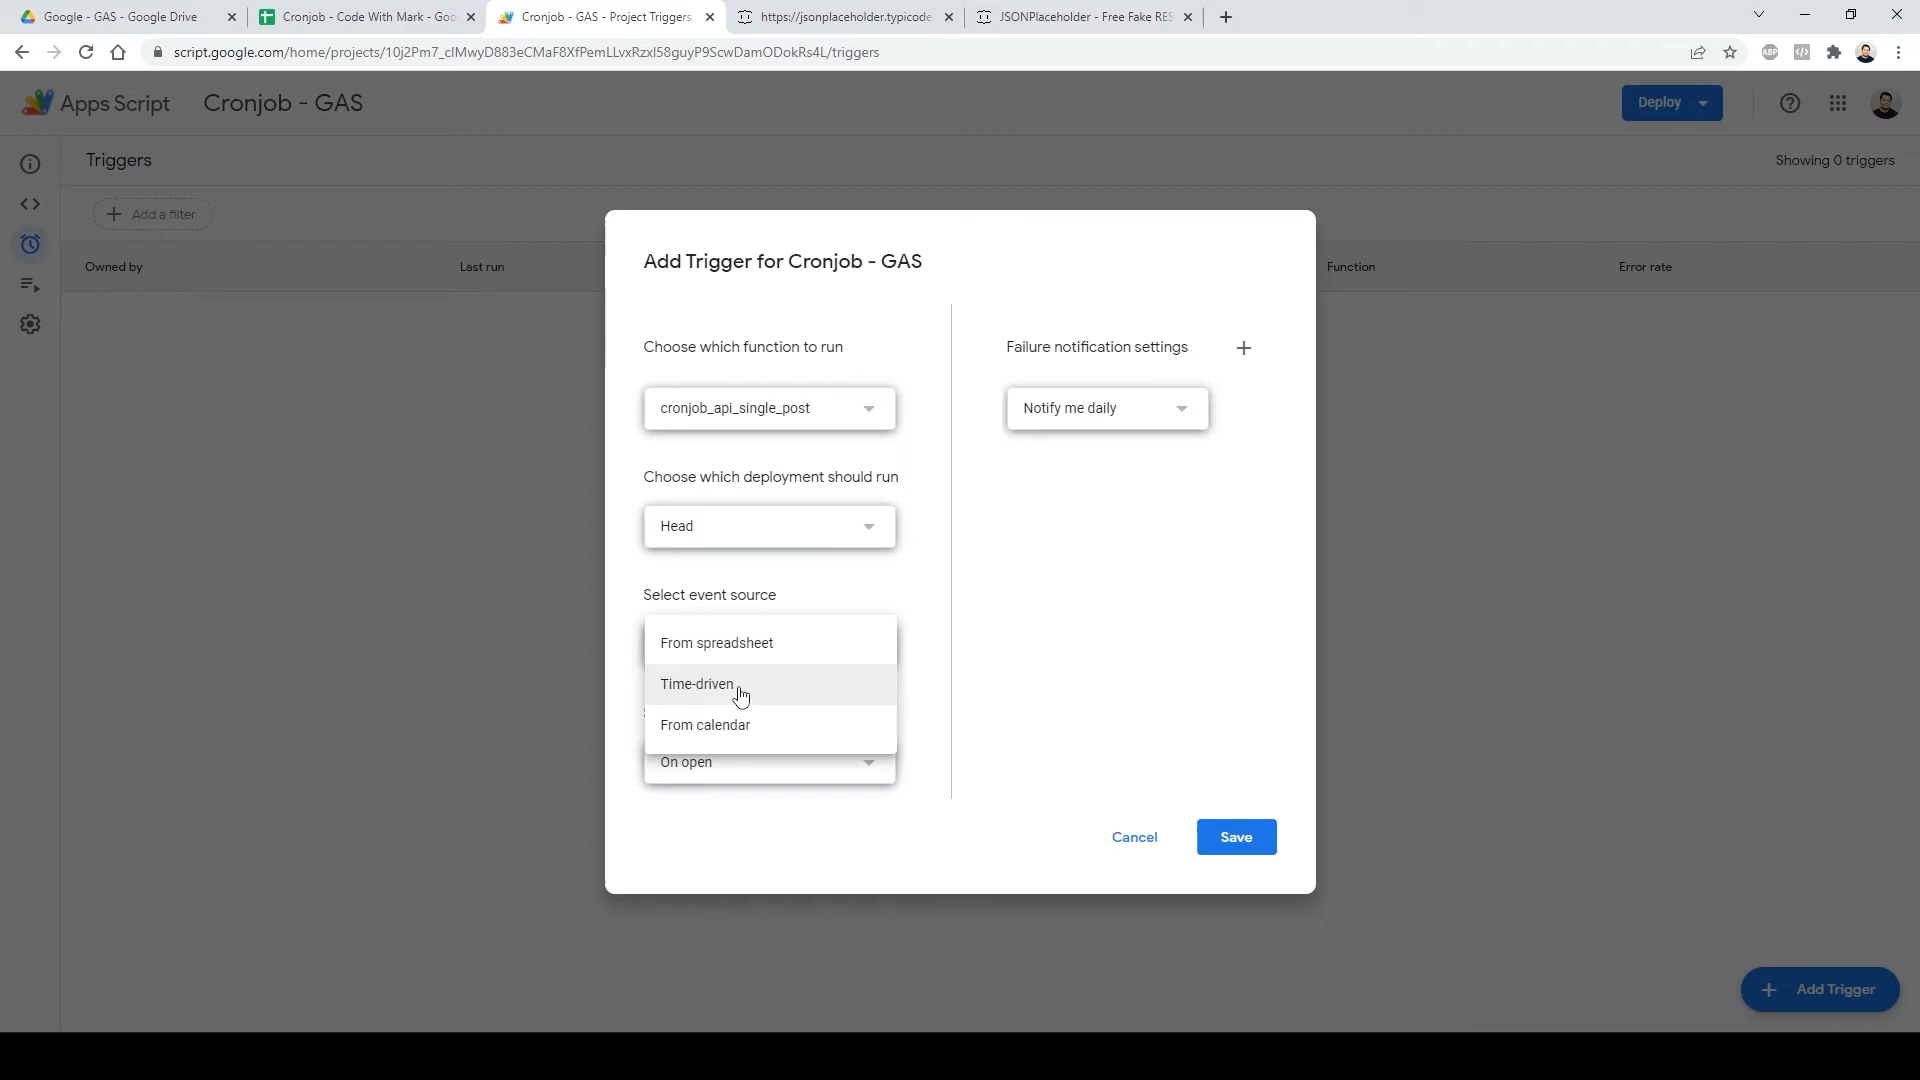 Google - GAS - Google Drive
Cronjob - Code With Mark - Goo
Cronjob - GAS - Project Triggers
https://jsonplaceholder.typicode.
JSONPlaceholder - Free Fake RES
script.google.com/home/projects/10j2Pm7_clMwyD883eCMaF8XfPemLLvxRzxl58guyP9ScwDamODokRs4L/triggers
ABP
Apps Script
Cronjob - GAS
Deploy
Triggers
Showing 0 triggers
Add a filter
Owned by
Last run
Function
Error rate
Add Trigger for Cronjob - GAS
Choose which function to run
cronjob_api_single_post
Choose which deployment should run
Head
Select event source
From spreadsheet
Time-driven
From calendar
On open
Failure notification settings
Notify me daily
Cancel
Save
Add Trigger